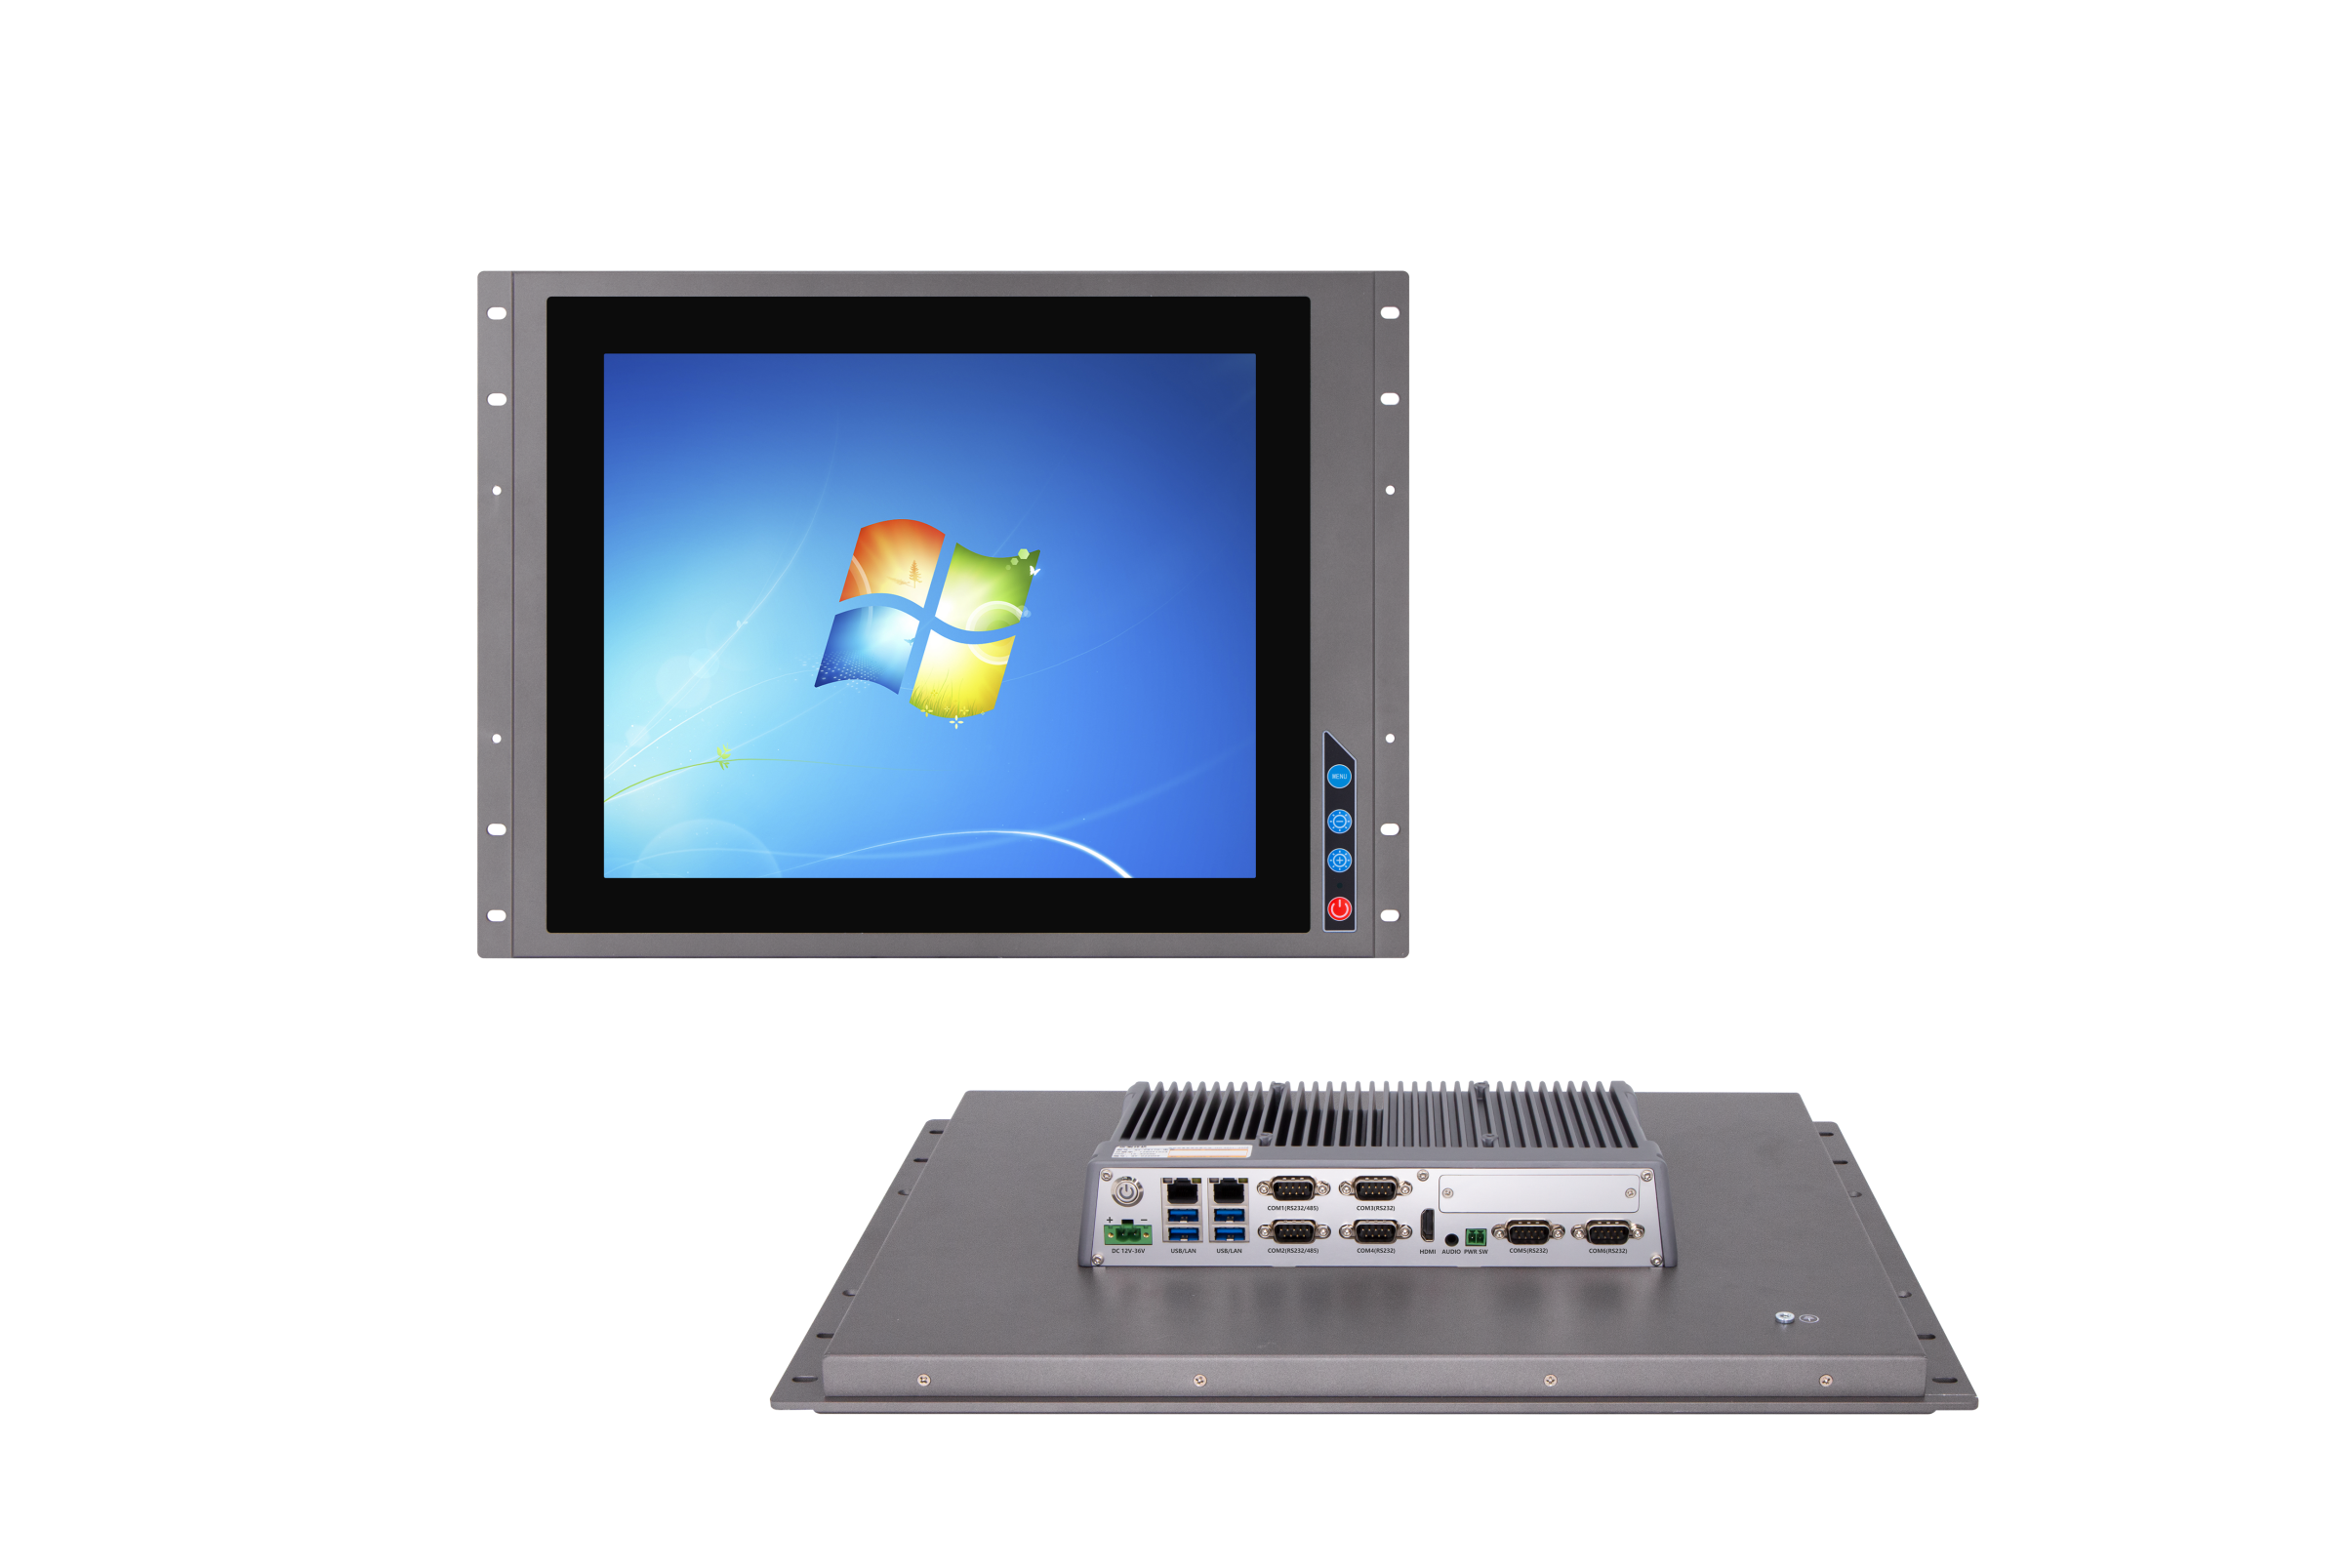 MENU
+ −
DC 12V-36V
USB/LAN
USB/LAN
COM1(RS232/485)
COM2(RS232/485)
COM3(RS232)
COM4(RS232)
HDMI
AUDIO
PWR SW
COM5(RS232)
COM6(RS232)